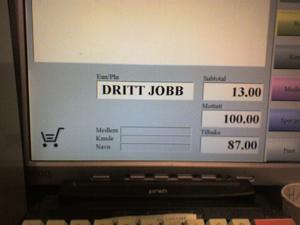 Ean/Plu
DRITT JOBB
Subtotal
13.00
Mottatt
100.00
Medlem
Kunde
Navn
Tilbake
87.00